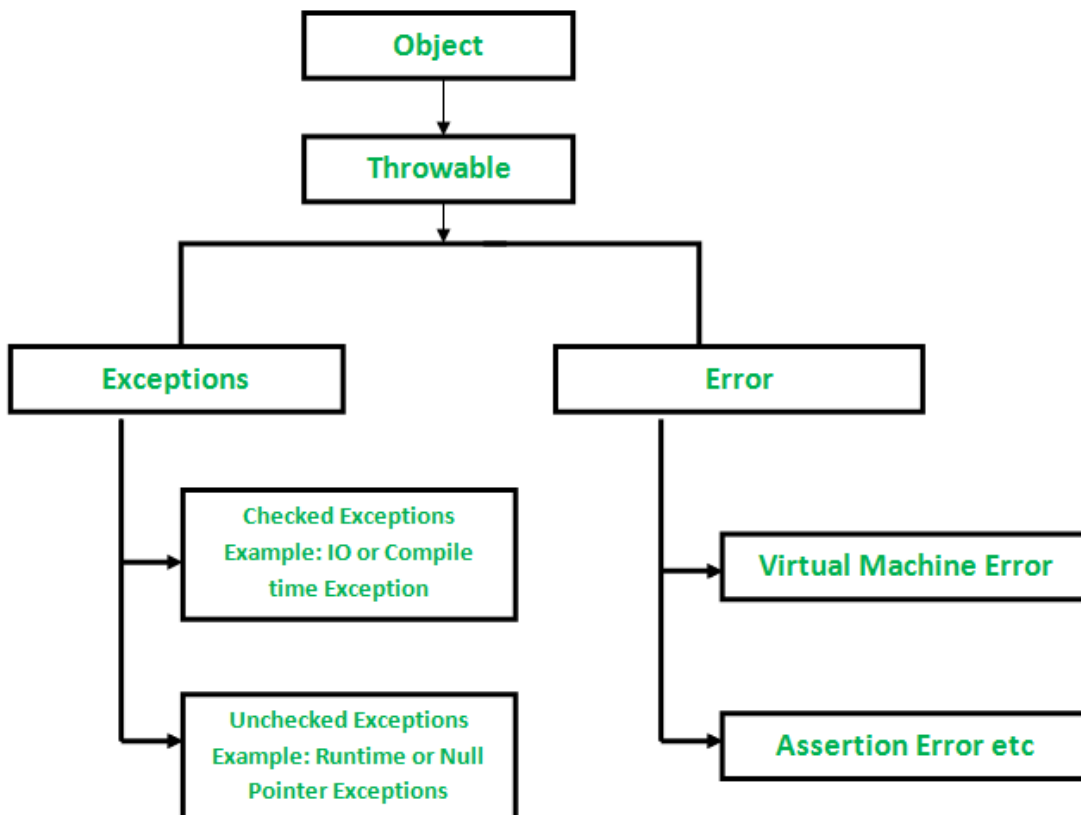 Object
Throwable
Exceptions
Error
Checked Exceptions
Example: IO or Compile
time Exception
Virtual Machine Error
Unchecked Exceptions
Example: Runtime or Null
Pointer Exceptions
Assertion Error etc